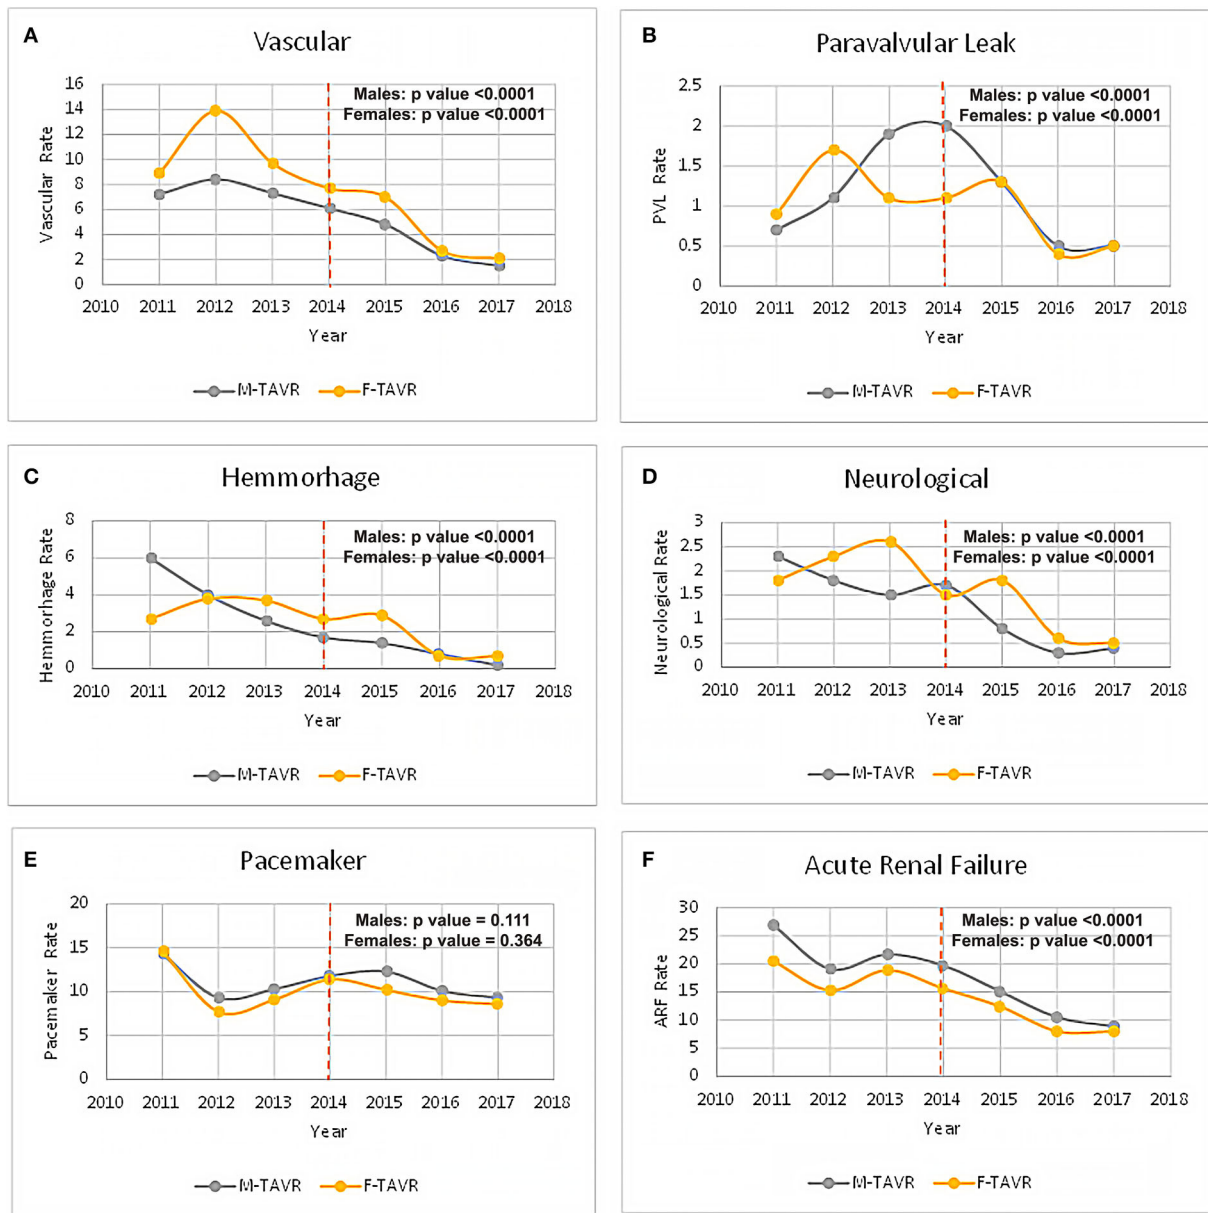 A
Vascular
Males: p value <0.0001
Females: p value <0.0001
16
14
12
10
8
6
4
2
0
Vascular Rate
2010 2011 2012 2013 2014 2015 2016 2017 2018
Year
M-TAVR F-TAVR
B
Paravalvular Leak
Males: p value <0.0001
Females: p value <0.0001
2.5
2
1.5
1
0.5
0
PVL Rate
2010 2011 2012 2013 2014 2015 2016 2017 2018
Year
M-TAVR F-TAVR
C
Hemmorhage
Males: p value <0.0001
Females: p value <0.0001
8
6
4
2
0
Hemmorhage Rate
2010 2011 2012 2013 2014 2015 2016 2017 2018
Year
M-TAVR F-TAVR
D
Neurological
Males: p value <0.0001
Females: p value <0.0001
3
2.5
2
1.5
1
0.5
0
Neurological Rate
2010 2011 2012 2013 2014 2015 2016 2017 2018
Year
M-TAVR F-TAVR
E
Pacemaker
Males: p value = 0.111
Females: p value = 0.364
20
15
10
5
0
Pacemaker Rate
2010 2011 2012 2013 2014 2015 2016 2017 2018
Year
M-TAVR F-TAVR
F
Acute Renal Failure
Males: p value <0.0001
Females: p value <0.0001
30
25
20
15
10
5
0
ARF Rate
2010 2011 2012 2013 2014 2015 2016 2017 2018
Year
M-TAVR F-TAVR